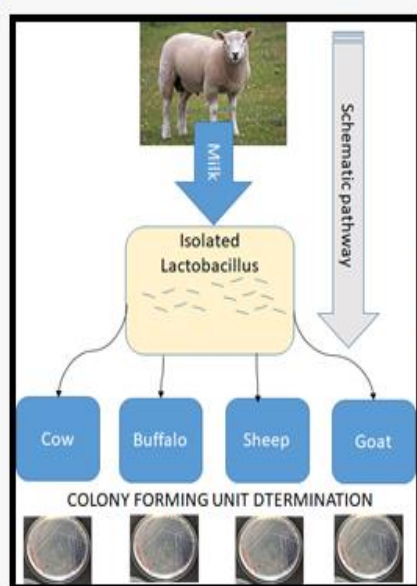 Milk
Schematic pathway
Isolated
Lactobacillus
Cow
Buffalo
Sheep
Goat
COLONY FORMING UNIT DTERMINATION